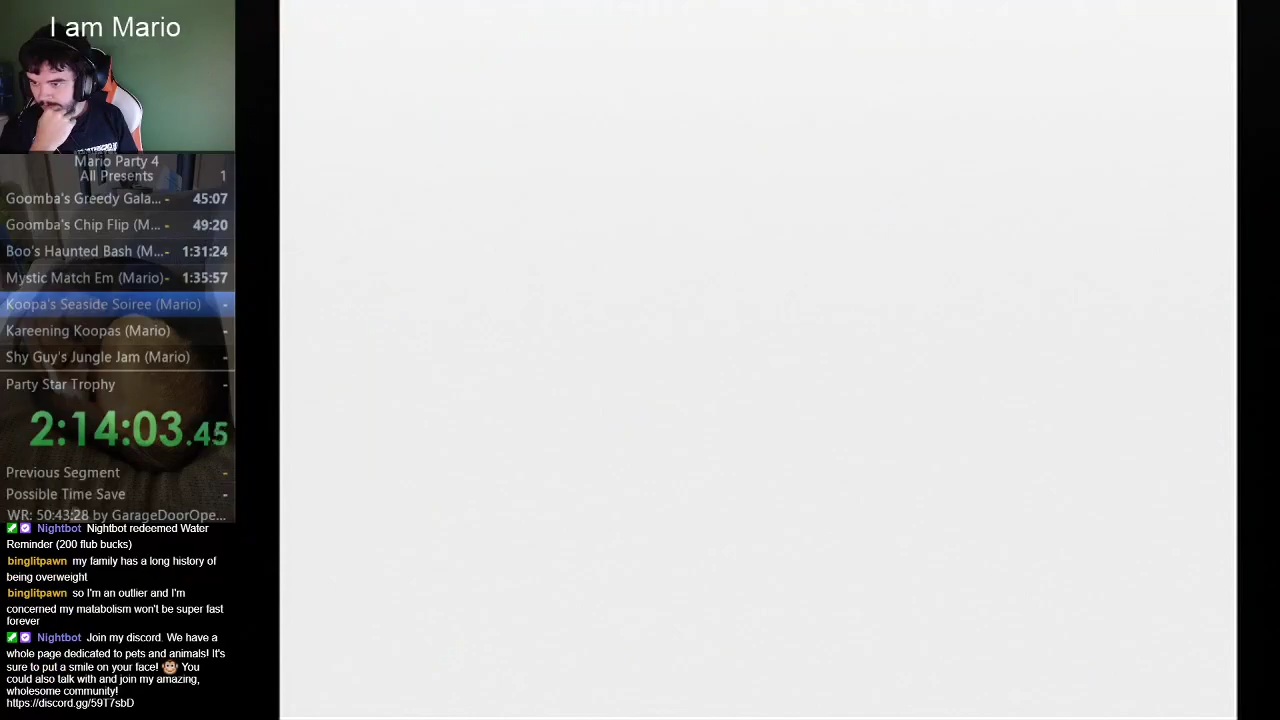 I am Mario
Mario Party 4
All Presents 1
Goomba's Greedy Gala... - 45:07
Goomba's Chip Flip (M... - 49:20
Boo's Haunted Bash (M... - 1:31:24
Mystic Match Em (Mario) - 1:35:57
Koopa's Seaside Soiree (Mario) -
Kareening Koopas (Mario) -
Shy Guy's Jungle Jam (Mario) -
Party Star Trophy -
2:14:03.45
Previous Segment -
Possible Time Save -
WR: 50:43:28 by GarageDoorOpe...
Nightbot Nightbot redeemed Water
Reminder (200 flub bucks)
binglitpawn my family has a long history of
being overweight
binglitpawn so I'm an outlier and I'm
concerned my matabolism won't be super fast
forever
Nightbot Join my discord. We have a
whole page dedicated to pets and animals! It's
sure to put a smile on your face! 🐵 You
could also talk with and join my amazing,
wholesome community!
https://discord.gg/59T7sbD